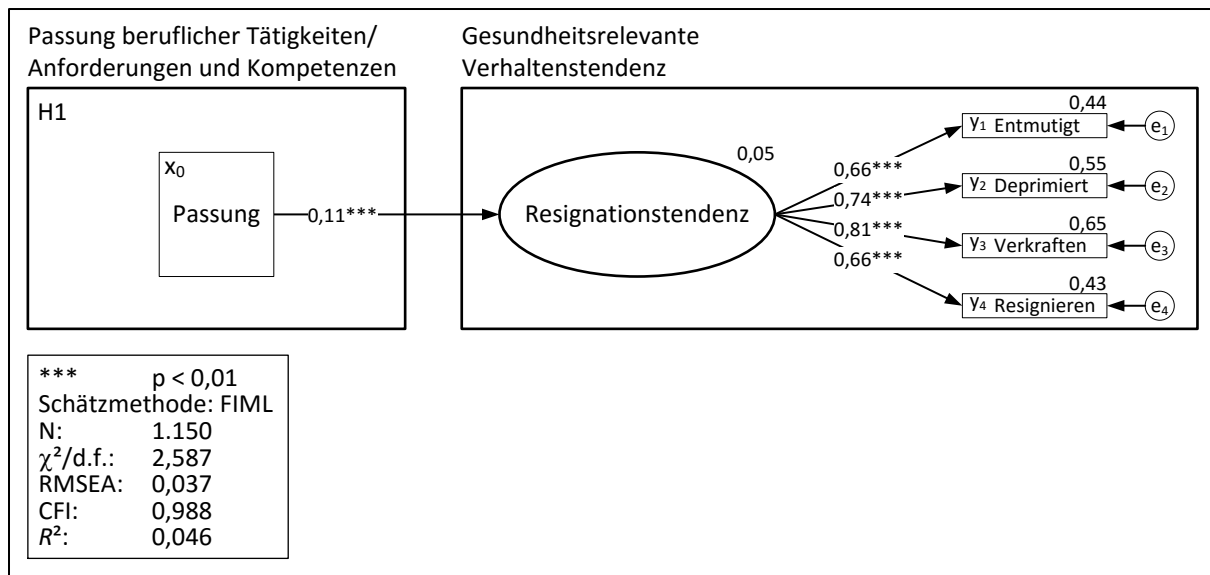 Passung beruflicher Tätigkeiten/
Anforderungen und Kompetenzen
H1
x₀
Passung
0,11***
Gesundheitsrelevante
Verhaltenstendenz
Resignationstendenz
0,05
0,66***
0,74***
0,81***
0,66***
0,44
y₁ Entmutigt
e₁
0,55
y₂ Deprimiert
e₂
0,65
y₃ Verkraften
e₃
0,43
y₄ Resignieren
e₄
*** p < 0,01
Schätzmethode: FIML
N: 1.150
χ²/d.f.: 2,587
RMSEA: 0,037
CFI: 0,988
R²: 0,046